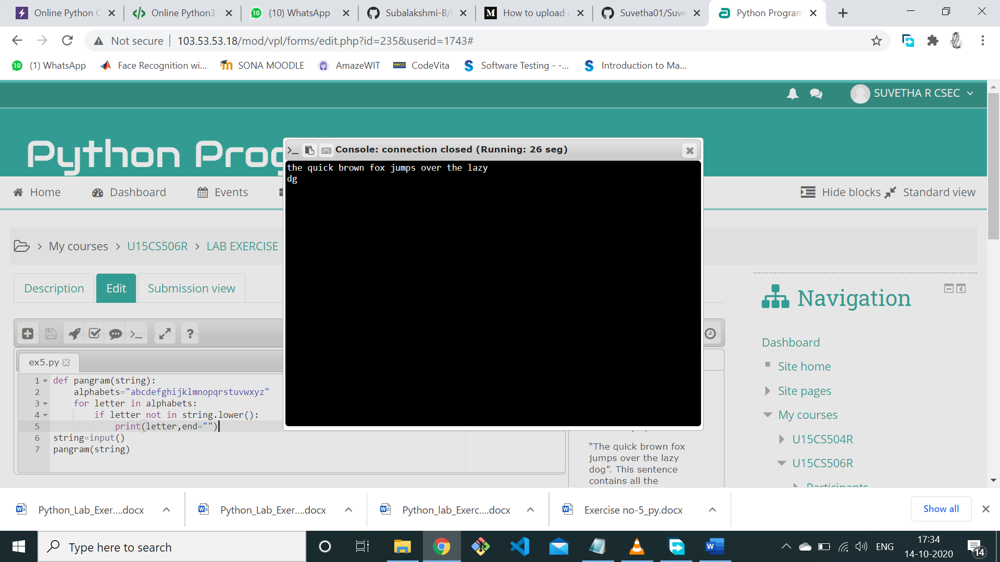 Online Python C
Online Python3
(10) WhatsApp
Subalakshmi-B/
How to upload
Suvetha01/Suve
Python Program
Not secure
103.53.53.18/mod/vpl/forms/edit.php?id=235&userid=1743#
(1) WhatsApp
Face Recognition wi...
SONA MOODLE
AmazeWIT
CodeVita
Software Testing - -...
Introduction to Ma...
SUVETHA R CSEC
Python Prog
Console: connection closed (Running: 26 seg)
the quick brown fox jumps over the lazy
dg
Home
Dashboard
Events
Hide blocks
Standard view
My courses
U15CS506R
LAB EXERCISE
Description
Edit
Submission view
Navigation
Dashboard
Site home
Site pages
My courses
U15CS504R
U15CS506R
Participants
ex5.py
1 def pangram(string):
2 alphabets="abcdefghijklmnopqrstuvwxyz"
3 for letter in alphabets:
4 if letter not in string.lower():
5 print(letter,end="")
6 string=input()
7 pangram(string)
“The quick brown fox
jumps over the lazy
dog”. This sentence
contains all the
Python_Lab_Exer....docx
Python_Lab_Exer....docx
Python_lab_Exerc....docx
Exercise no-5_py.docx
Show all
Type here to search
ENG
17:34
14-10-2020
14